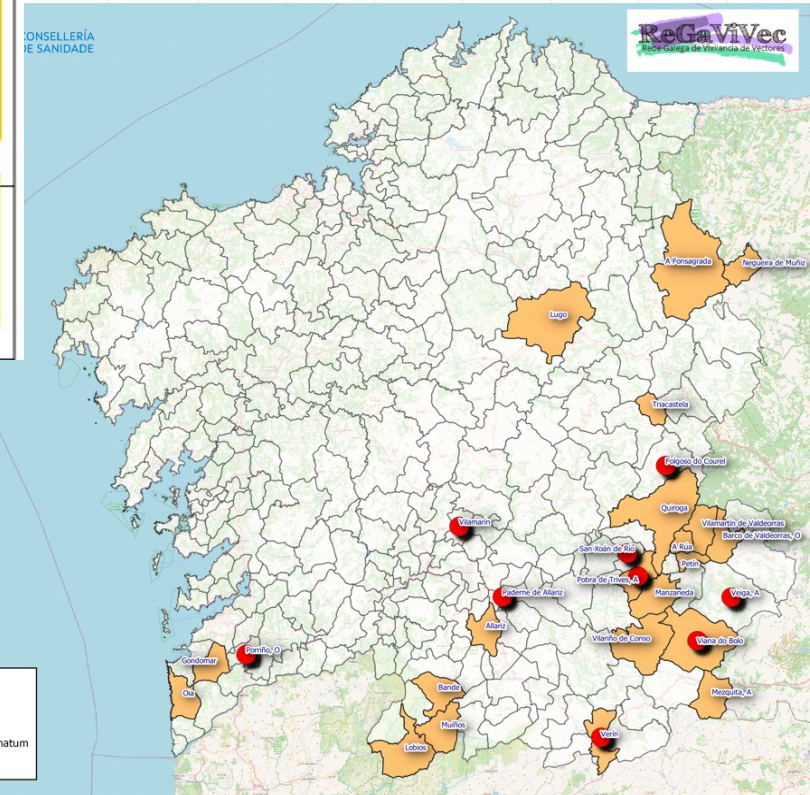 CONSELLERÍA
DE SANIDADE
ReGaViVec
Rede Galega de Vixilancia de Vectores
A Fonsagrada
Negueira de Muñiz
Lugo
Triacastela
Folgoso do Courel
Quiroga
Vilamartín de Valdeorras
Vilamarín
Barco de Valdeorras, O
San Xoán de Río
A Rúa
Petín
Pobra de Trives, A
Manzaneda
Veiga, A
Paderne de Allariz
Allariz
Vilariño de Conso
Viana do Bolo
Porriño, O
Gondomar
Oia
Bande
Mezquita, A
Muíños
Verín
Lobios
natum